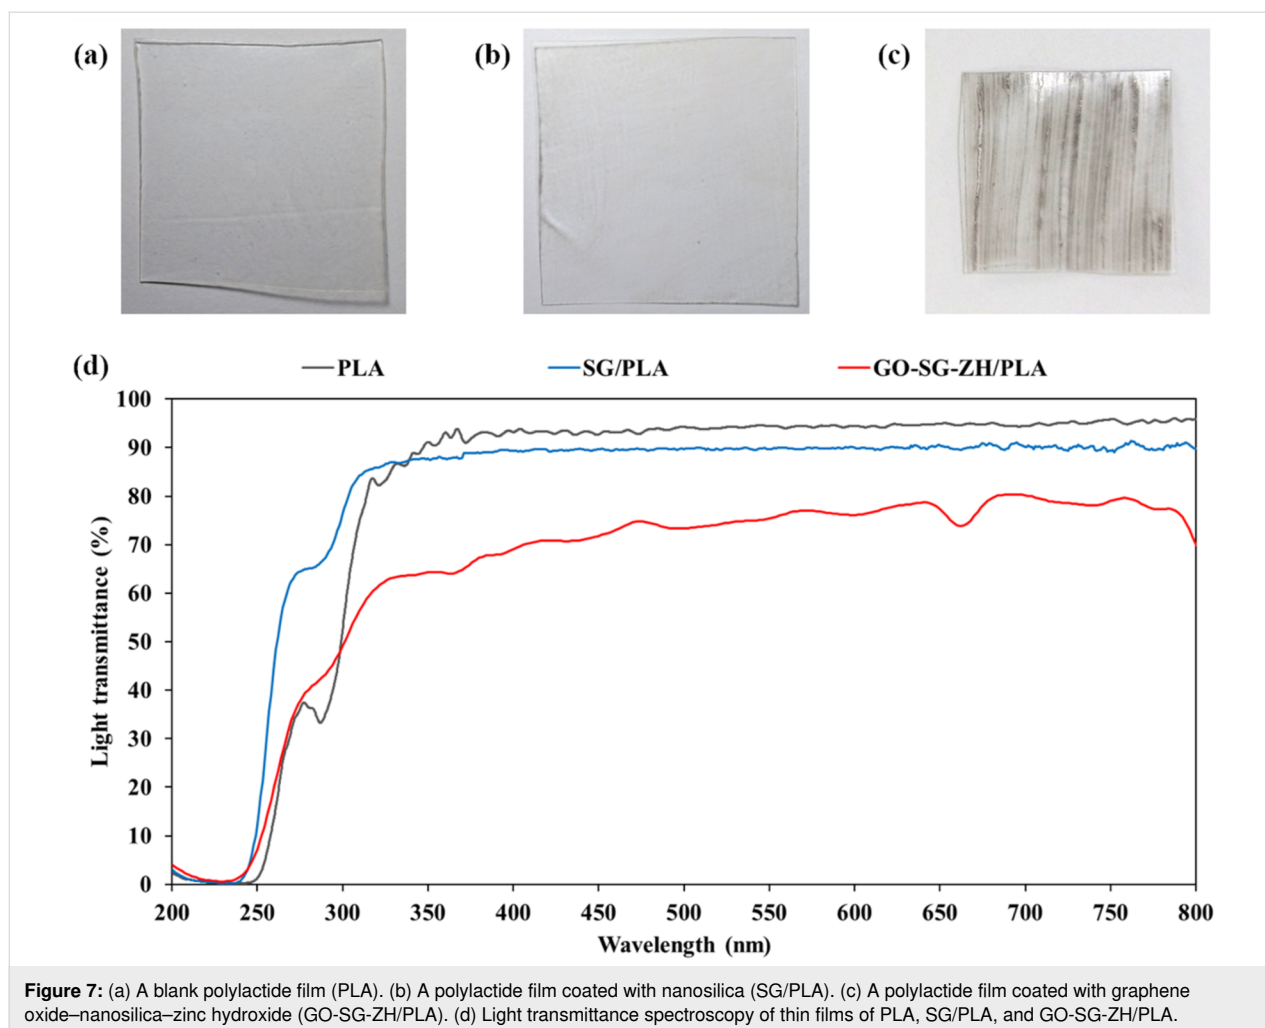 (a) (b) (c)
(d) PLA SG/PLA GO-SG-ZH/PLA
100
90
80
70
60
50
40
30
20
10
0
Light transmittance (%)
200 250 300 350 400 450 500 550 600 650 700 750 800
Wavelength (nm)
Figure 7: (a) A blank polylactide film (PLA). (b) A polylactide film coated with nanosilica (SG/PLA). (c) A polylactide film coated with graphene
oxide–nanosilica–zinc hydroxide (GO-SG-ZH/PLA). (d) Light transmittance spectroscopy of thin films of PLA, SG/PLA, and GO-SG-ZH/PLA.